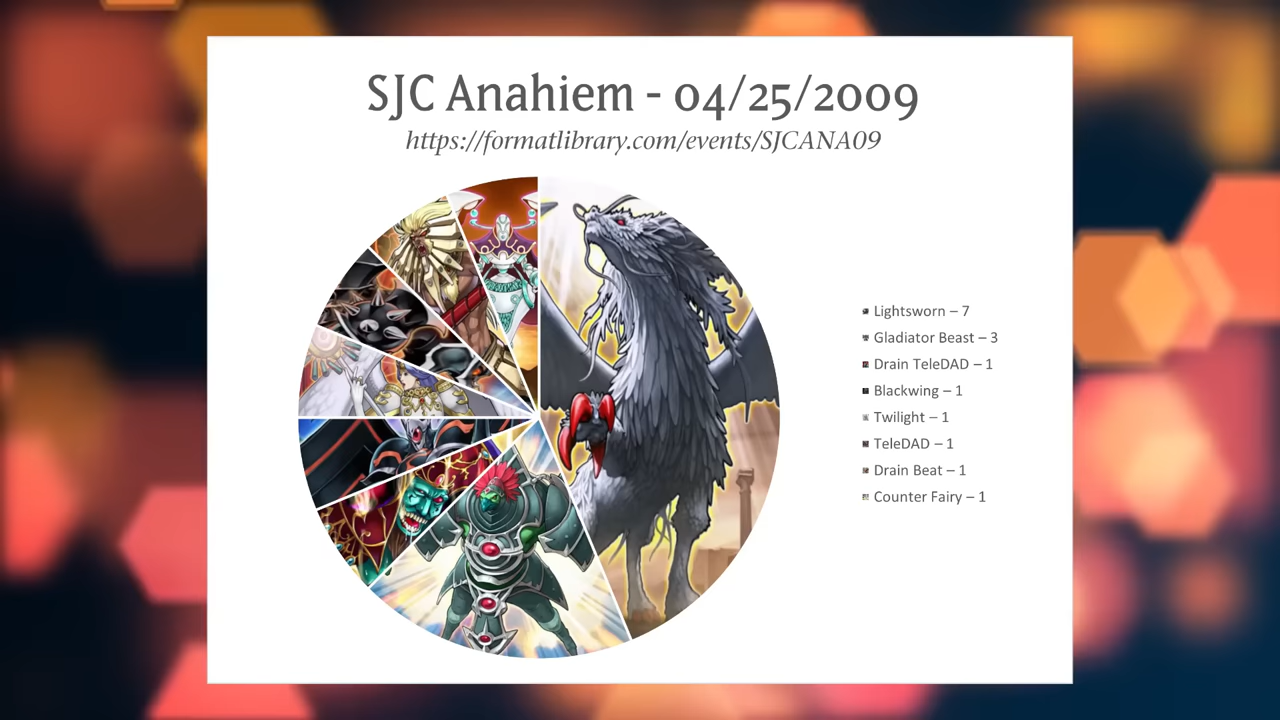 SJC Anahiem - 04/25/2009
https://formatlibrary.com/events/SJCANA09
Lightsworn – 7
Gladiator Beast – 3
Drain TeleDAD – 1
Blackwing – 1
Twilight – 1
TeleDAD – 1
Drain Beat – 1
Counter Fairy – 1